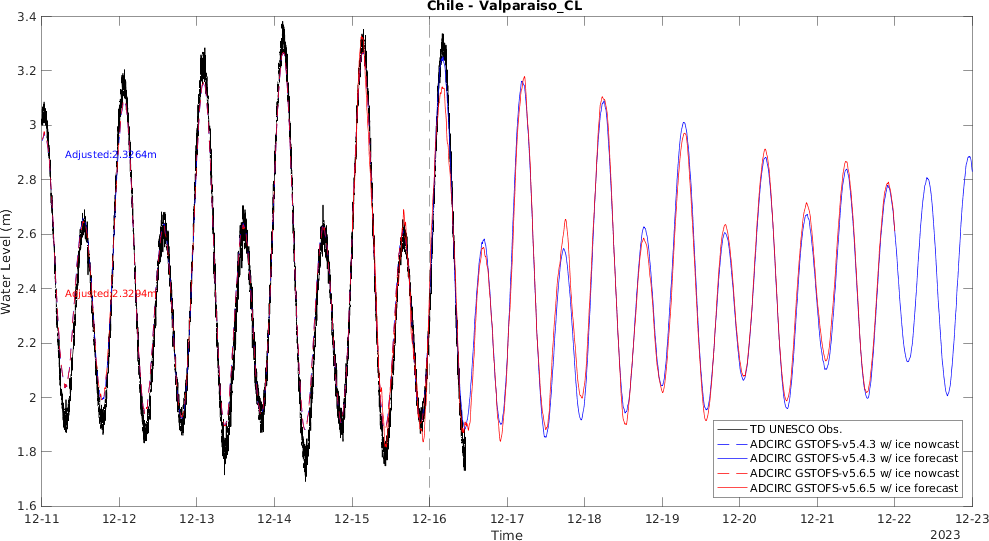 Chile - Valparaiso_CL
3.4
3.2
3
2.8
2.6
2.4
2.2
2
1.8
1.6
Water Level (m)
Adjusted:2.3264m
Adjusted:2.3294m
TD UNESCO Obs.
ADCIRC GSTOFS-v5.4.3 w/ ice nowcast
ADCIRC GSTOFS-v5.4.3 w/ ice forecast
ADCIRC GSTOFS-v5.6.5 w/ ice nowcast
ADCIRC GSTOFS-v5.6.5 w/ ice forecast
12-11 12-12 12-13 12-14 12-15 12-16 12-17 12-18 12-19 12-20 12-21 12-22 12-23
Time
2023